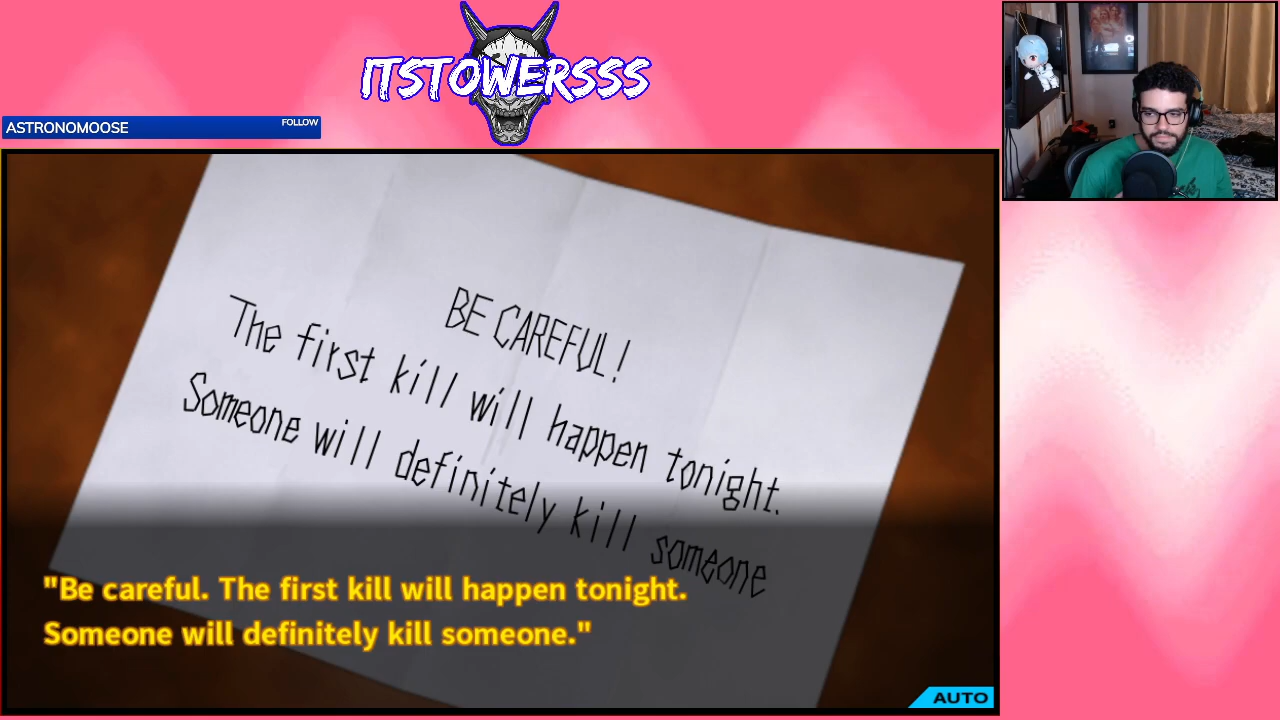 ITSTOWERSSS
ASTRONOMOOSE
FOLLOW
BE CAREFUL!
The first kill will happen tonight.
Someone will definitely kill someone
"Be careful. The first kill will happen tonight.
Someone will definitely kill someone."
AUTO